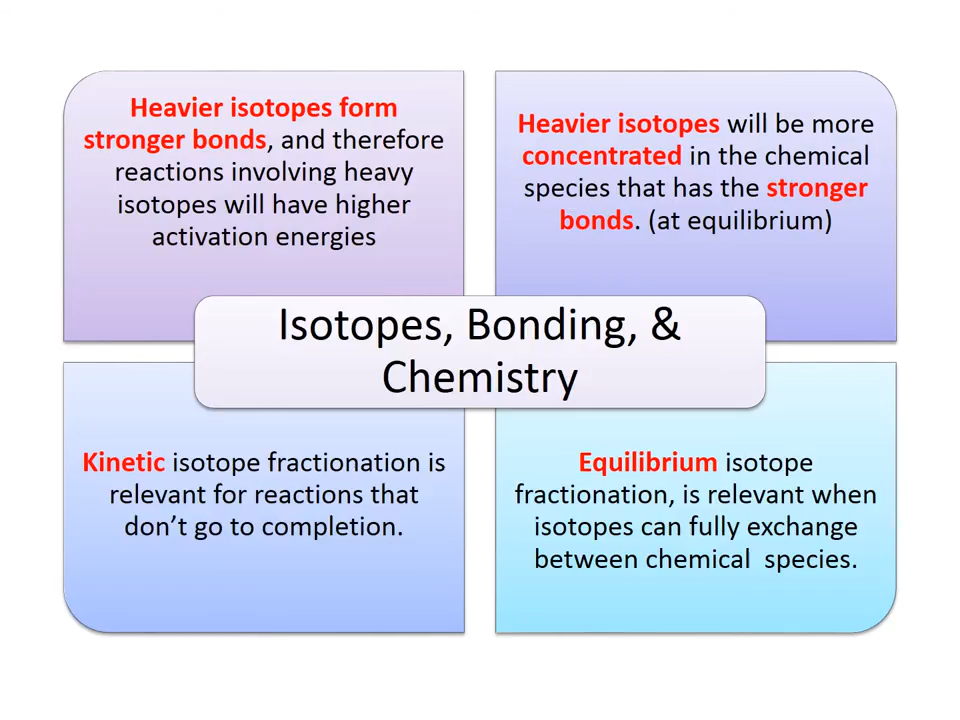 Heavier isotopes form
stronger bonds, and therefore
reactions involving heavy
isotopes will have higher
activation energies
Heavier isotopes will be more
concentrated in the chemical
species that has the stronger
bonds. (at equilibrium)
Isotopes, Bonding, &
Chemistry
Kinetic isotope fractionation is
relevant for reactions that
don’t go to completion.
Equilibrium isotope
fractionation, is relevant when
isotopes can fully exchange
between chemical  species.